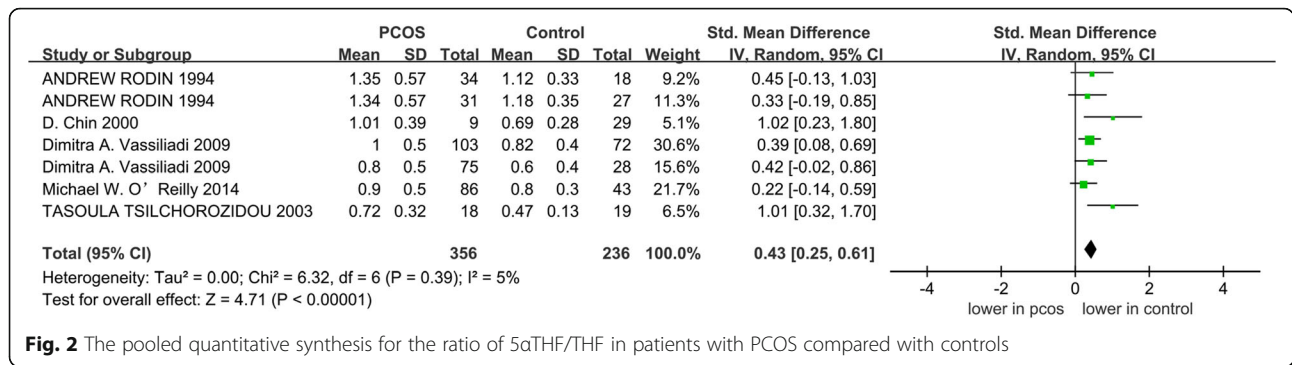 PCOS Control Std. Mean Difference Std. Mean Difference
Study or Subgroup Mean SD Total Mean SD Total Weight IV, Random, 95% CI IV, Random, 95% CI
ANDREW RODIN 1994 1.35 0.57 34 1.12 0.33 18 9.2% 0.45 [-0.13, 1.03]
ANDREW RODIN 1994 1.34 0.57 31 1.18 0.35 27 11.3% 0.33 [-0.19, 0.85]
D. Chin 2000 1.01 0.39 9 0.69 0.28 29 5.1% 1.02 [0.23, 1.80]
Dimitra A. Vassiliadi 2009 1 0.5 103 0.82 0.4 72 30.6% 0.39 [0.08, 0.69]
Dimitra A. Vassiliadi 2009 0.8 0.5 75 0.6 0.4 28 15.6% 0.42 [-0.02, 0.86]
Michael W. O’ Reilly 2014 0.9 0.5 86 0.8 0.3 43 21.7% 0.22 [-0.14, 0.59]
TASOULA TSILCHOROZIDOU 2003 0.72 0.32 18 0.47 0.13 19 6.5% 1.01 [0.32, 1.70]
Total (95% CI) 356 236 100.0% 0.43 [0.25, 0.61]
Heterogeneity: Tau² = 0.00; Chi² = 6.32, df = 6 (P = 0.39); I² = 5%
Test for overall effect: Z = 4.71 (P < 0.00001)
-4 -2 0 2 4
lower in pcos lower in control
Fig. 2 The pooled quantitative synthesis for the ratio of 5αTHF/THF in patients with PCOS compared with controls